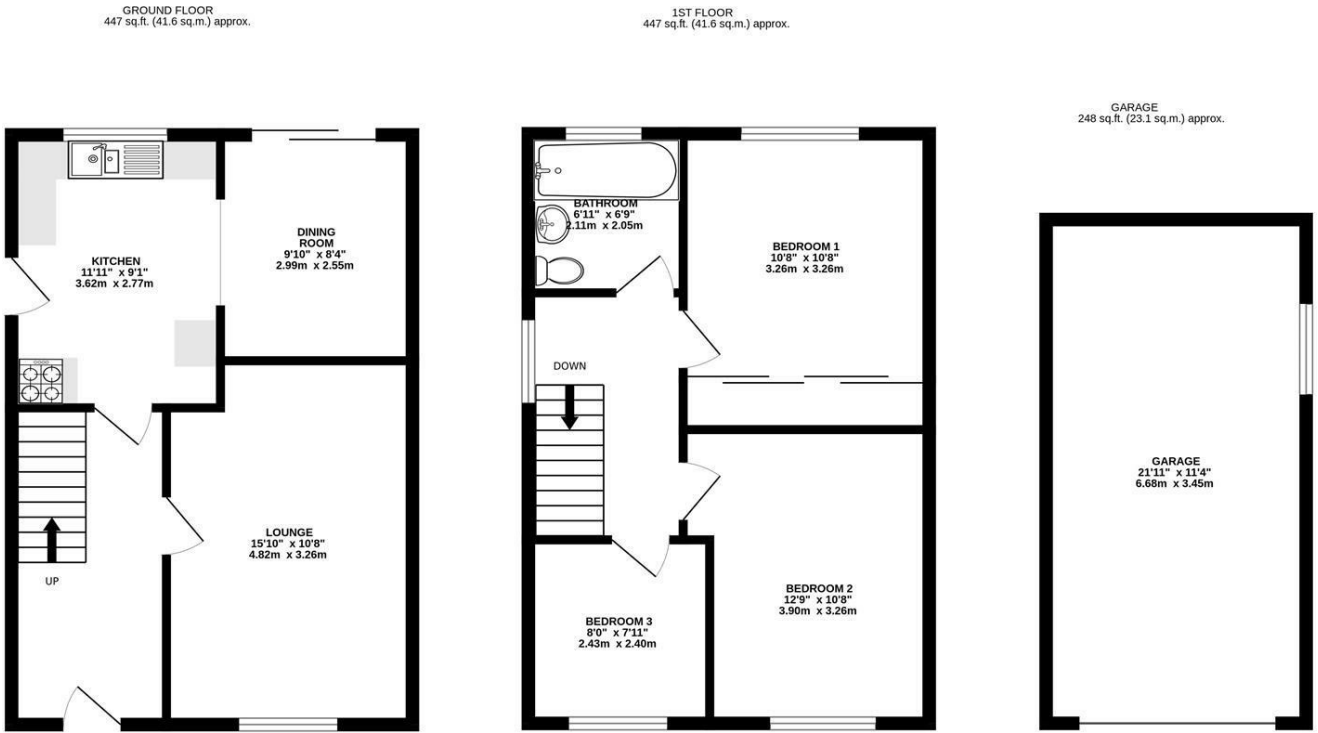 GROUND FLOOR
447 sq.ft. (41.6 sq.m.) approx.
1ST FLOOR
447 sq.ft. (41.6 sq.m.) approx.
GARAGE
248 sq.ft. (23.1 sq.m.) approx.
KITCHEN
11'11" x 9'1"
3.62m x 2.77m
DINING
ROOM
9'10" x 8'4"
2.99m x 2.55m
LOUNGE
15'10" x 10'8"
4.82m x 3.26m
UP
BATHROOM
6'11" x 6'9"
2.11m x 2.05m
BEDROOM 1
10'8" x 10'8"
3.26m x 3.26m
DOWN
BEDROOM 2
12'9" x 10'8"
3.90m x 3.26m
BEDROOM 3
8'0" x 7'11"
2.43m x 2.40m
GARAGE
21'11" x 11'4"
6.68m x 3.45m